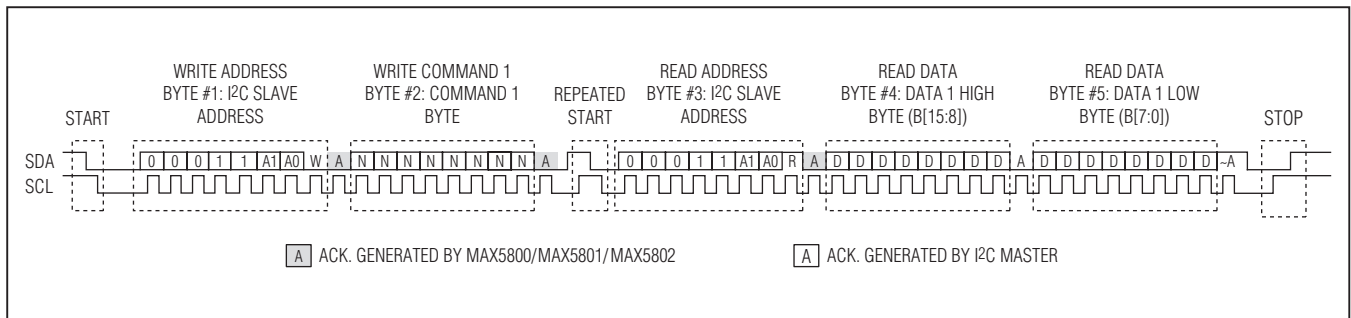 WRITE ADDRESS
BYTE #1: I²C SLAVE
ADDRESS
WRITE COMMAND 1
BYTE #2: COMMAND 1
BYTE
READ ADDRESS
BYTE #3: I²C SLAVE
ADDRESS
READ DATA
BYTE #4: DATA 1 HIGH
BYTE (B[15:8])
READ DATA
BYTE #5: DATA 1 LOW
BYTE (B[7:0])
START
REPEATED
START
STOP
SDA 0 0 0 1 1 A1 A0 W A N N N N N N N N A 0 0 0 1 1 A1 A0 R A D D D D D D D D A D D D D D D D D ~A
SCL
A ACK. GENERATED BY MAX5800/MAX5801/MAX5802
A ACK. GENERATED BY I²C MASTER